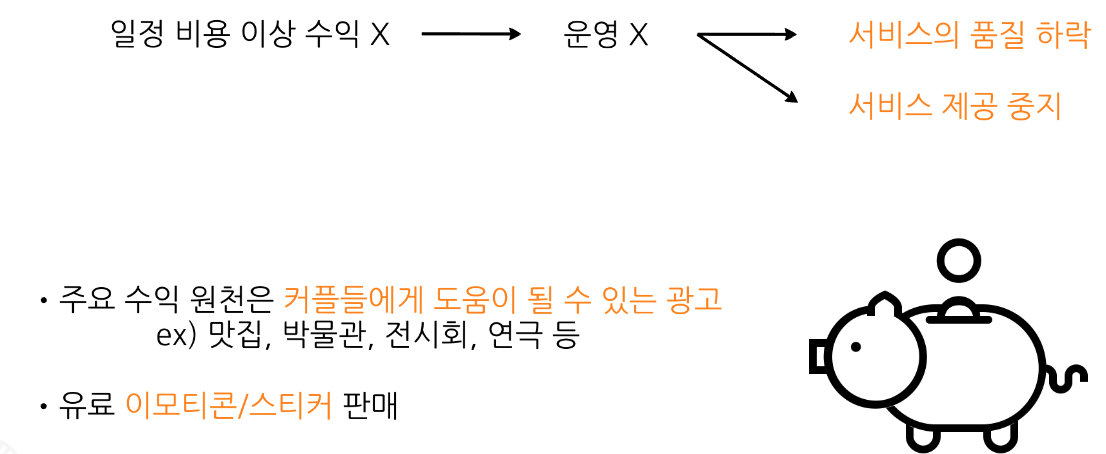 일정 비용 이상 수익 X
운영 X
서비스의 품질 하락
서비스 제공 중지
• 주요 수익 원천은 커플들에게 도움이 될 수 있는 광고
ex) 맛집, 박물관, 전시회, 연극 등
• 유료 이모티콘/스티커 판매